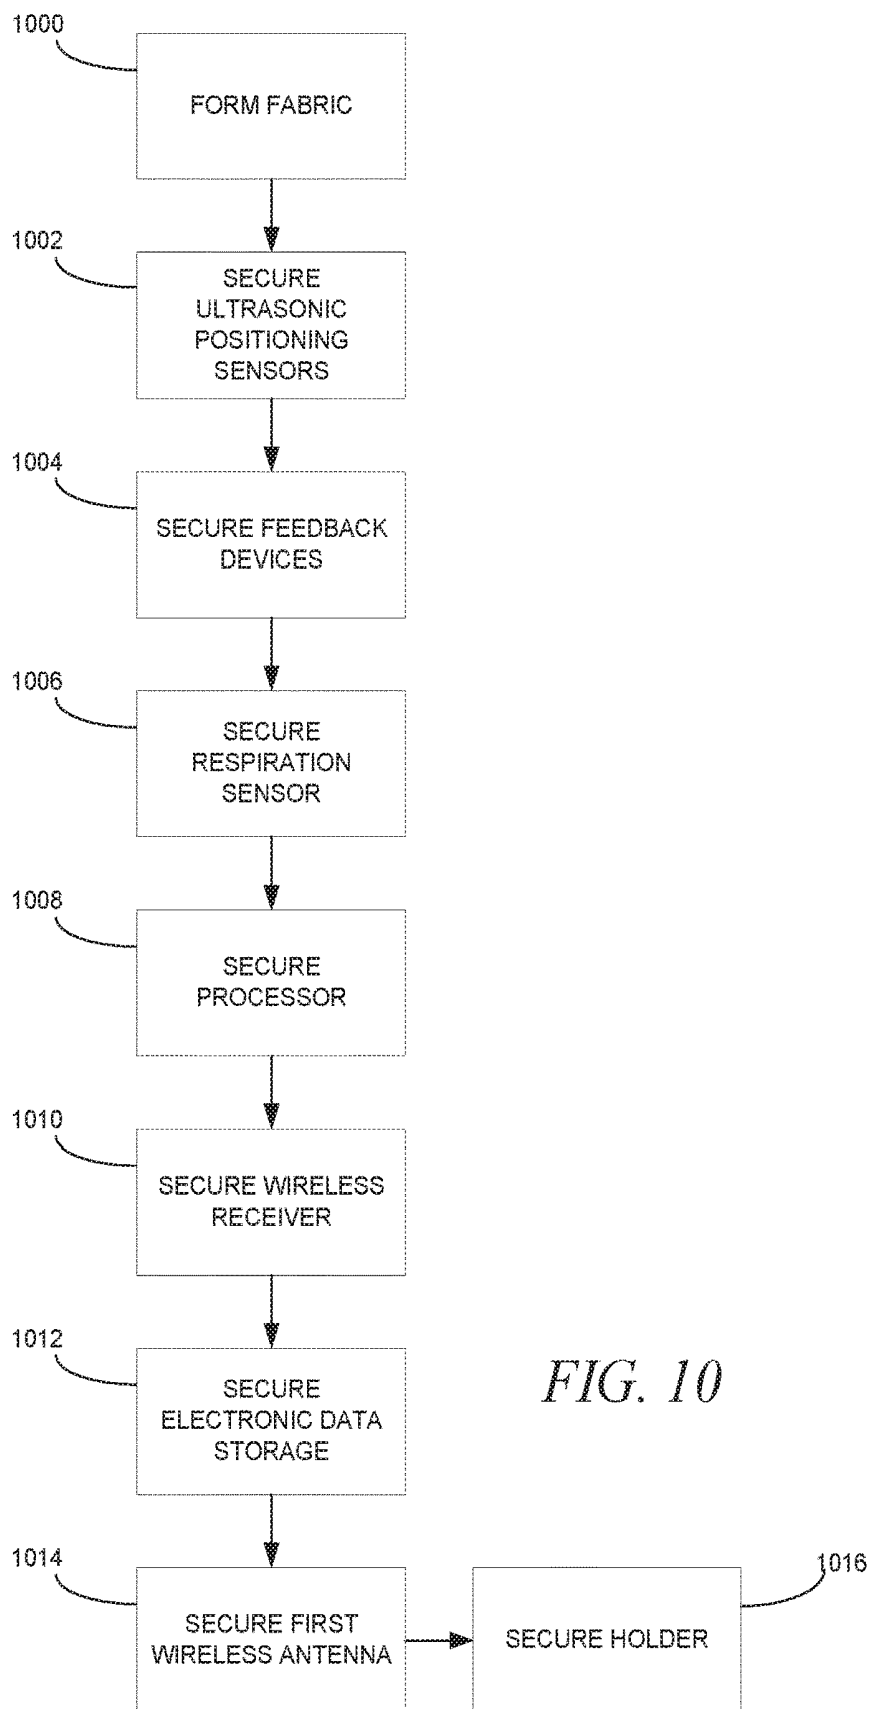 1000
FORM FABRIC
1002
SECURE
ULTRASONIC
POSITIONING
SENSORS
1004
SECURE FEEDBACK
DEVICES
1006
SECURE
RESPIRATION
SENSOR
1008
SECURE
PROCESSOR
1010
SECURE WIRELESS
RECEIVER
1012
SECURE
ELECTRONIC DATA
STORAGE
FIG. 10
1014
SECURE FIRST
WIRELESS ANTENNA
1016
SECURE HOLDER